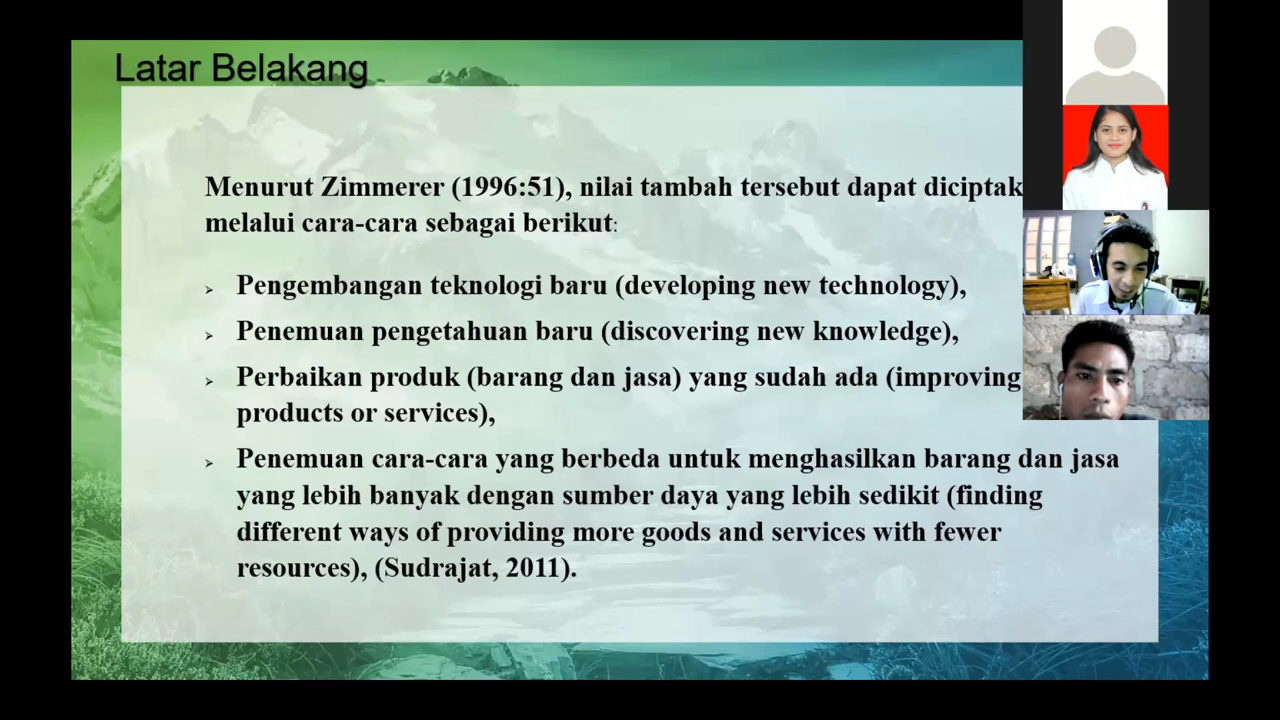 Latar Belakang
Menurut Zimmerer (1996:51), nilai tambah tersebut dapat diciptak
melalui cara-cara sebagai berikut:
➢ Pengembangan teknologi baru (developing new technology),
➢ Penemuan pengetahuan baru (discovering new knowledge),
➢ Perbaikan produk (barang dan jasa) yang sudah ada (improving
products or services),
➢ Penemuan cara-cara yang berbeda untuk menghasilkan barang dan jasa
yang lebih banyak dengan sumber daya yang lebih sedikit (finding
different ways of providing more goods and services with fewer
resources), (Sudrajat, 2011).